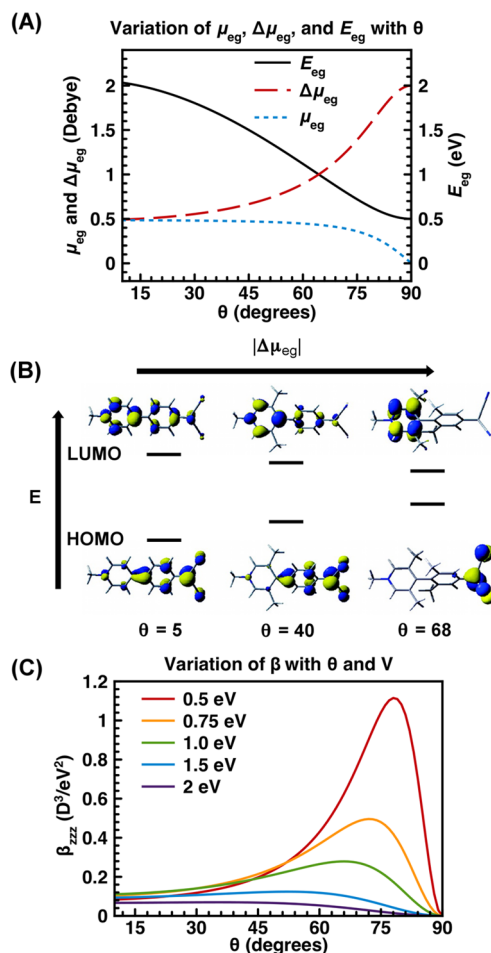 (A)
Variation of μeg, Δμeg, and Eeg with θ
Eeg
Δμeg
μeg
μeg and Δμeg (Debye)
2
1.5
1
0.5
0
Eeg (eV)
2
1.5
1
0.5
0
15 30 45 60 75 90
θ (degrees)
|Δμeg|
(B)
E
LUMO
HOMO
θ = 5 θ = 40 θ = 68
(C)
Variation of β with θ and V
0.5 eV
0.75 eV
1.0 eV
1.5 eV
2 eV
βzzz (D³/eV²)
1.2
1
0.8
0.6
0.4
0.2
0
15 30 45 60 75 90
θ (degrees)